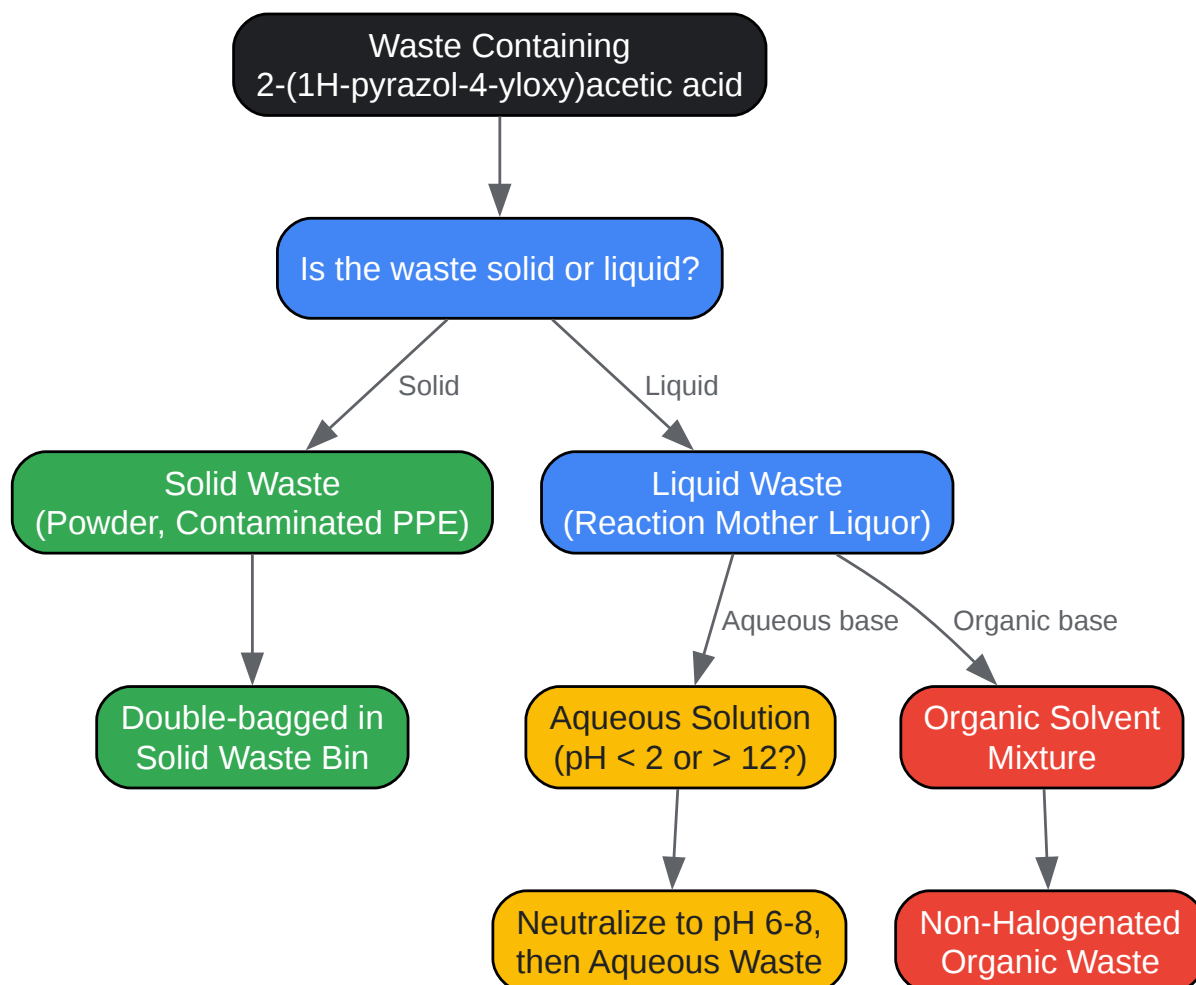 Waste Containing
2-(1H-pyrazol-4-yloxy)acetic acid
Is the waste solid or liquid?
Solid
Liquid
Solid Waste
(Powder, Contaminated PPE)
Liquid Waste
(Reaction Mother Liquor)
Aqueous base
Organic base
Double-bagged in
Solid Waste Bin
Aqueous Solution
(pH < 2 or > 12?)
Organic Solvent
Mixture
Neutralize to pH 6-8,
then Aqueous Waste
Non-Halogenated
Organic Waste